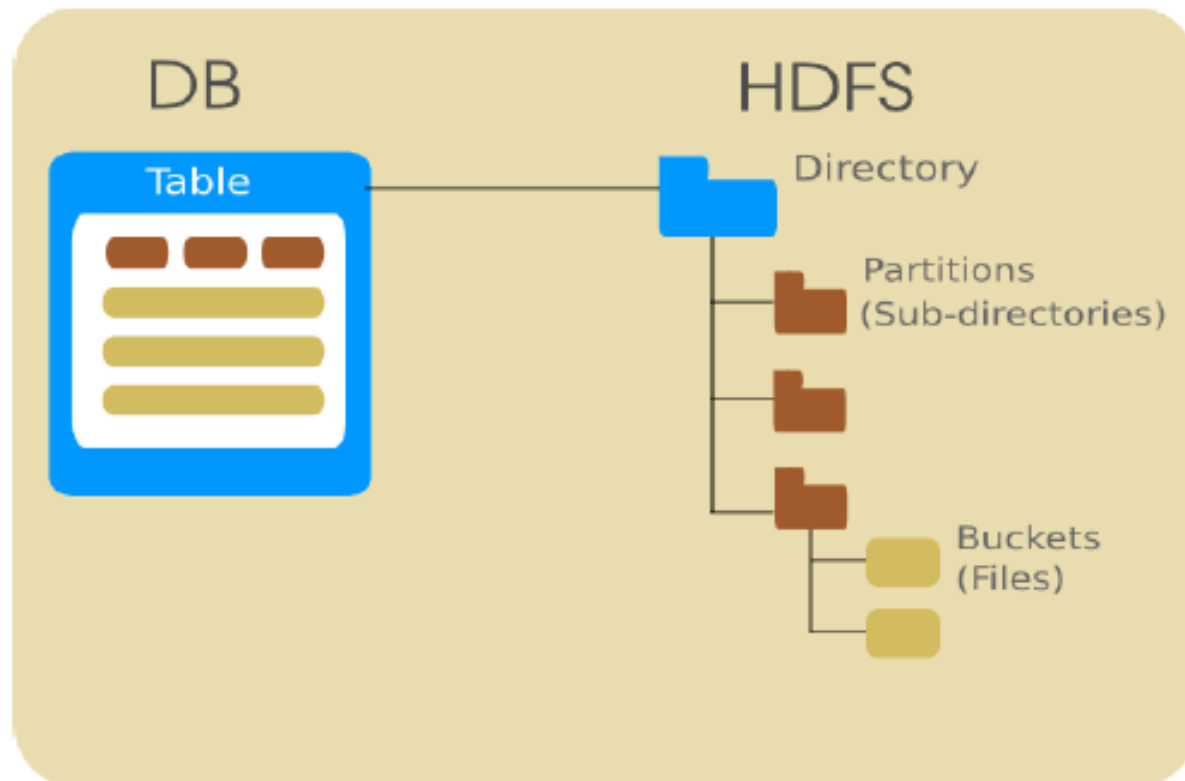 DB
HDFS
Table
Directory
Partitions
(Sub-directories)
Buckets
(Files)